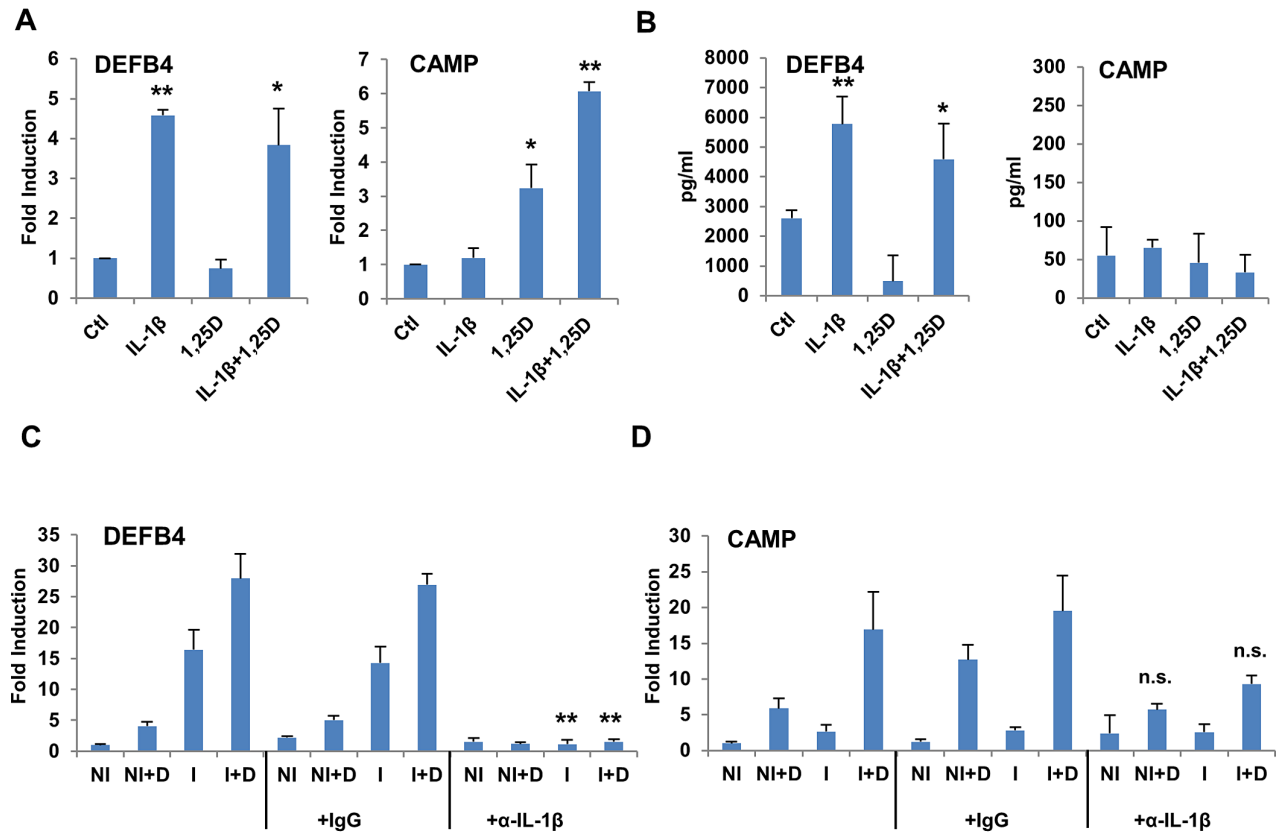 A
DEFB4
Fold Induction
6
5
4
3
2
1
0
**
*
Ctl
IL-1β
1,25D
IL-1β+1,25D
CAMP
Fold Induction
7
6
5
4
3
2
1
0
*
**
Ctl
IL-1β
1,25D
IL-1β+1,25D
B
DEFB4
pg/ml
8000
7000
6000
5000
4000
3000
2000
1000
0
**
*
Ctl
IL-1β
1,25D
IL-1β+1,25D
CAMP
pg/ml
300
250
200
150
100
50
0
Ctl
IL-1β
1,25D
IL-1β+1,25D
C
DEFB4
Fold Induction
35
30
25
20
15
10
5
0
** **
NI NI+D I I+D NI NI+D I I+D NI NI+D I I+D
+IgG +α-IL-1β
D
CAMP
Fold Induction
30
25
20
15
10
5
0
n.s.
n.s.
NI NI+D I I+D NI NI+D I I+D NI NI+D I I+D
+IgG +α-IL-1β